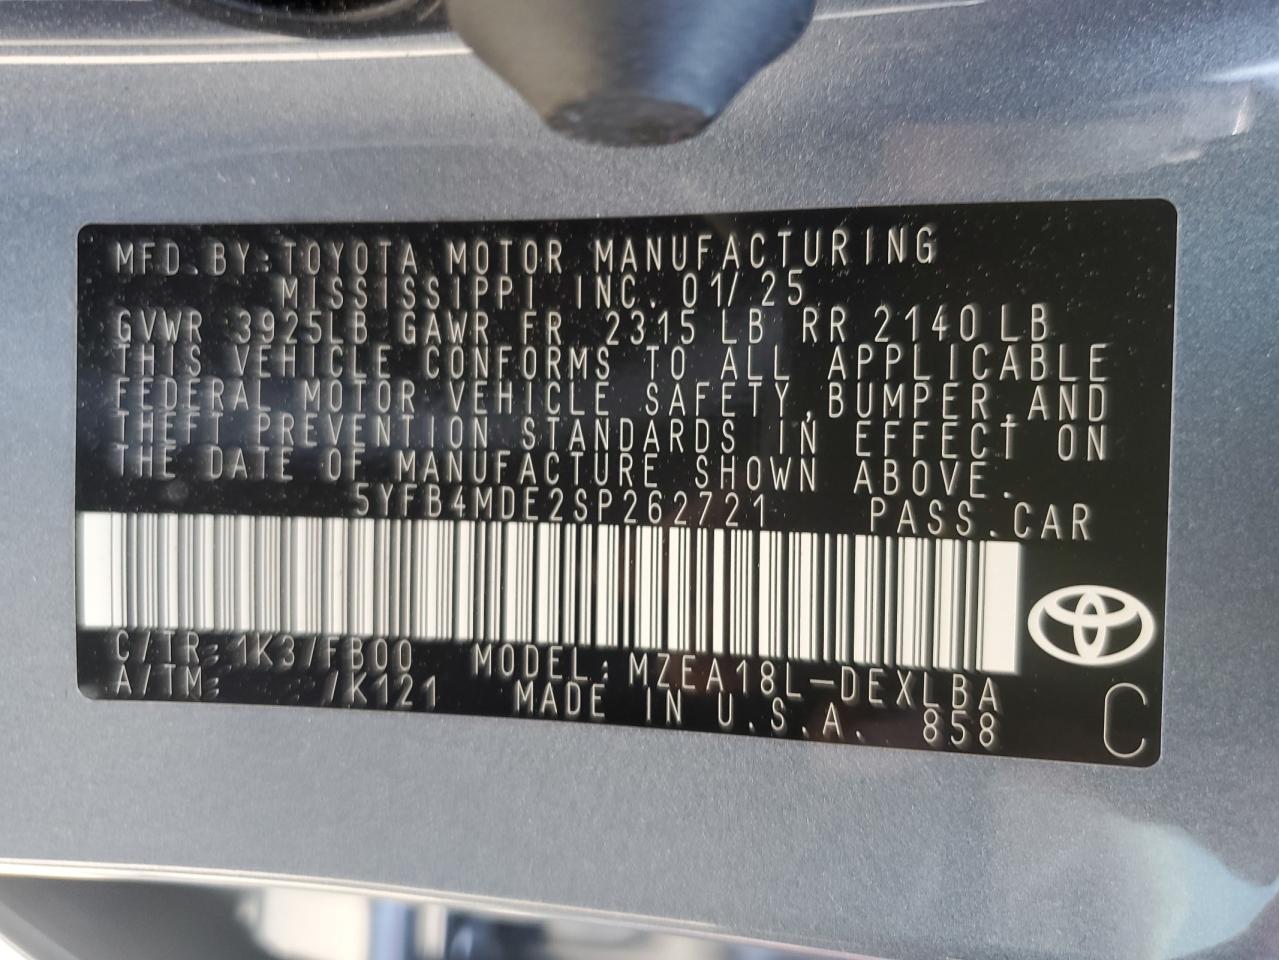 MFD.BY:TOYOTA MOTOR MANUFACTURING
MISSISSIPPI INC. 01/25
GVWR 3925LB GAWR FR 2315LB RR 2140LB
THIS VEHICLE CONFORMS TO ALL APPLICABLE
FEDERAL MOTOR VEHICLE SAFETY,BUMPER,AND
THEFT PREVENTION STANDARDS IN EFFECT ON
THE DATE OF MANUFACTURE SHOWN ABOVE.
5YFB4MDE2SP262721 PASS.CAR
C/TR:1K3/FB00 MODEL:MZEA18L-DEXLBA
A/TM: /K121 MADE IN U.S.A. 858
C